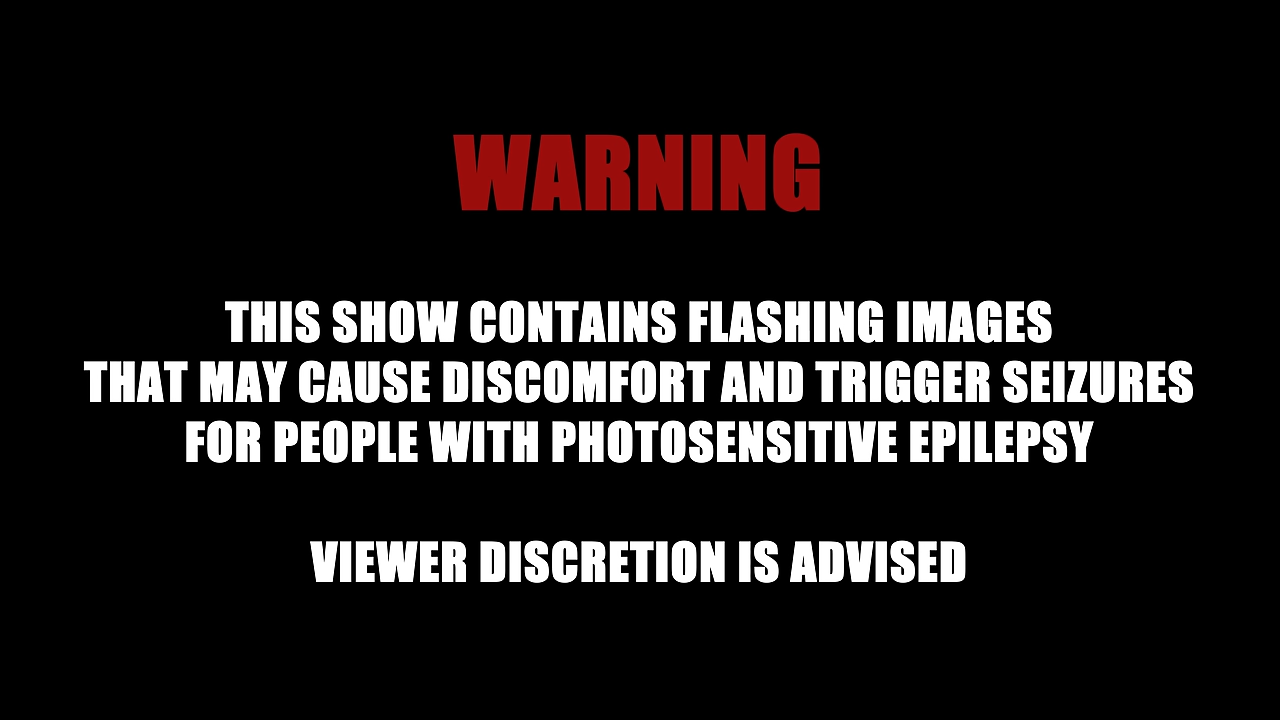 WARNING
THIS SHOW CONTAINS FLASHING IMAGES
THAT MAY CAUSE DISCOMFORT AND TRIGGER SEIZURES
FOR PEOPLE WITH PHOTOSENSITIVE EPILEPSY
VIEWER DISCRETION IS ADVISED